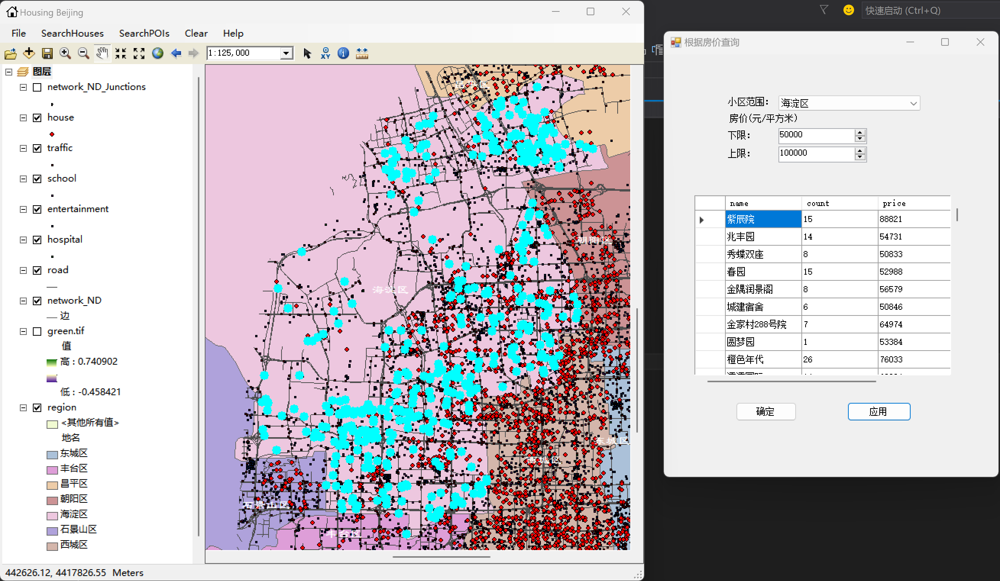 Housing Beijing
File SearchHouses SearchPOIs Clear Help
1:125,000
图层
network_ND_Junctions
house
traffic
school
entertainment
hospital
road
network_ND
边
green.tif
值
高 : 0.740902
低 : -0.458421
region
<其他所有值>
地名
东城区
丰台区
昌平区
朝阳区
海淀区
石景山区
西城区
昌平区
朝阳区
海淀区
东城区
西城区
石景山区
丰台区
442626.12, 4417826.55 Meters
快速启动 (Ctrl+Q)
根据房价查询
小区范围: 海淀区
房价(元/平方米)
下限: 50000
上限: 100000
name count price
紫辰院 15 88821
兆丰园 14 54731
秀蝶双座 8 50833
春园 15 52988
金隅润景阁 8 56579
城建宿舍 6 50846
金家村288号院 7 64974
圆梦园 1 53384
橙色年代 26 76033
确定 应用